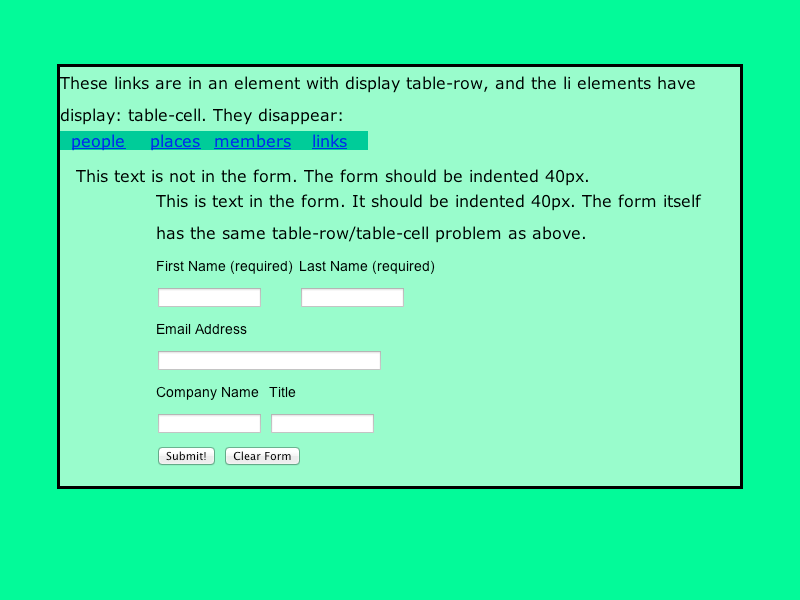 These links are in an element with display table-row, and the li elements have
display: table-cell. They disappear:
people places members links
This text is not in the form. The form should be indented 40px.
This is text in the form. It should be indented 40px. The form itself
has the same table-row/table-cell problem as above.
First Name (required) Last Name (required)
Email Address
Company Name Title
Submit! Clear Form